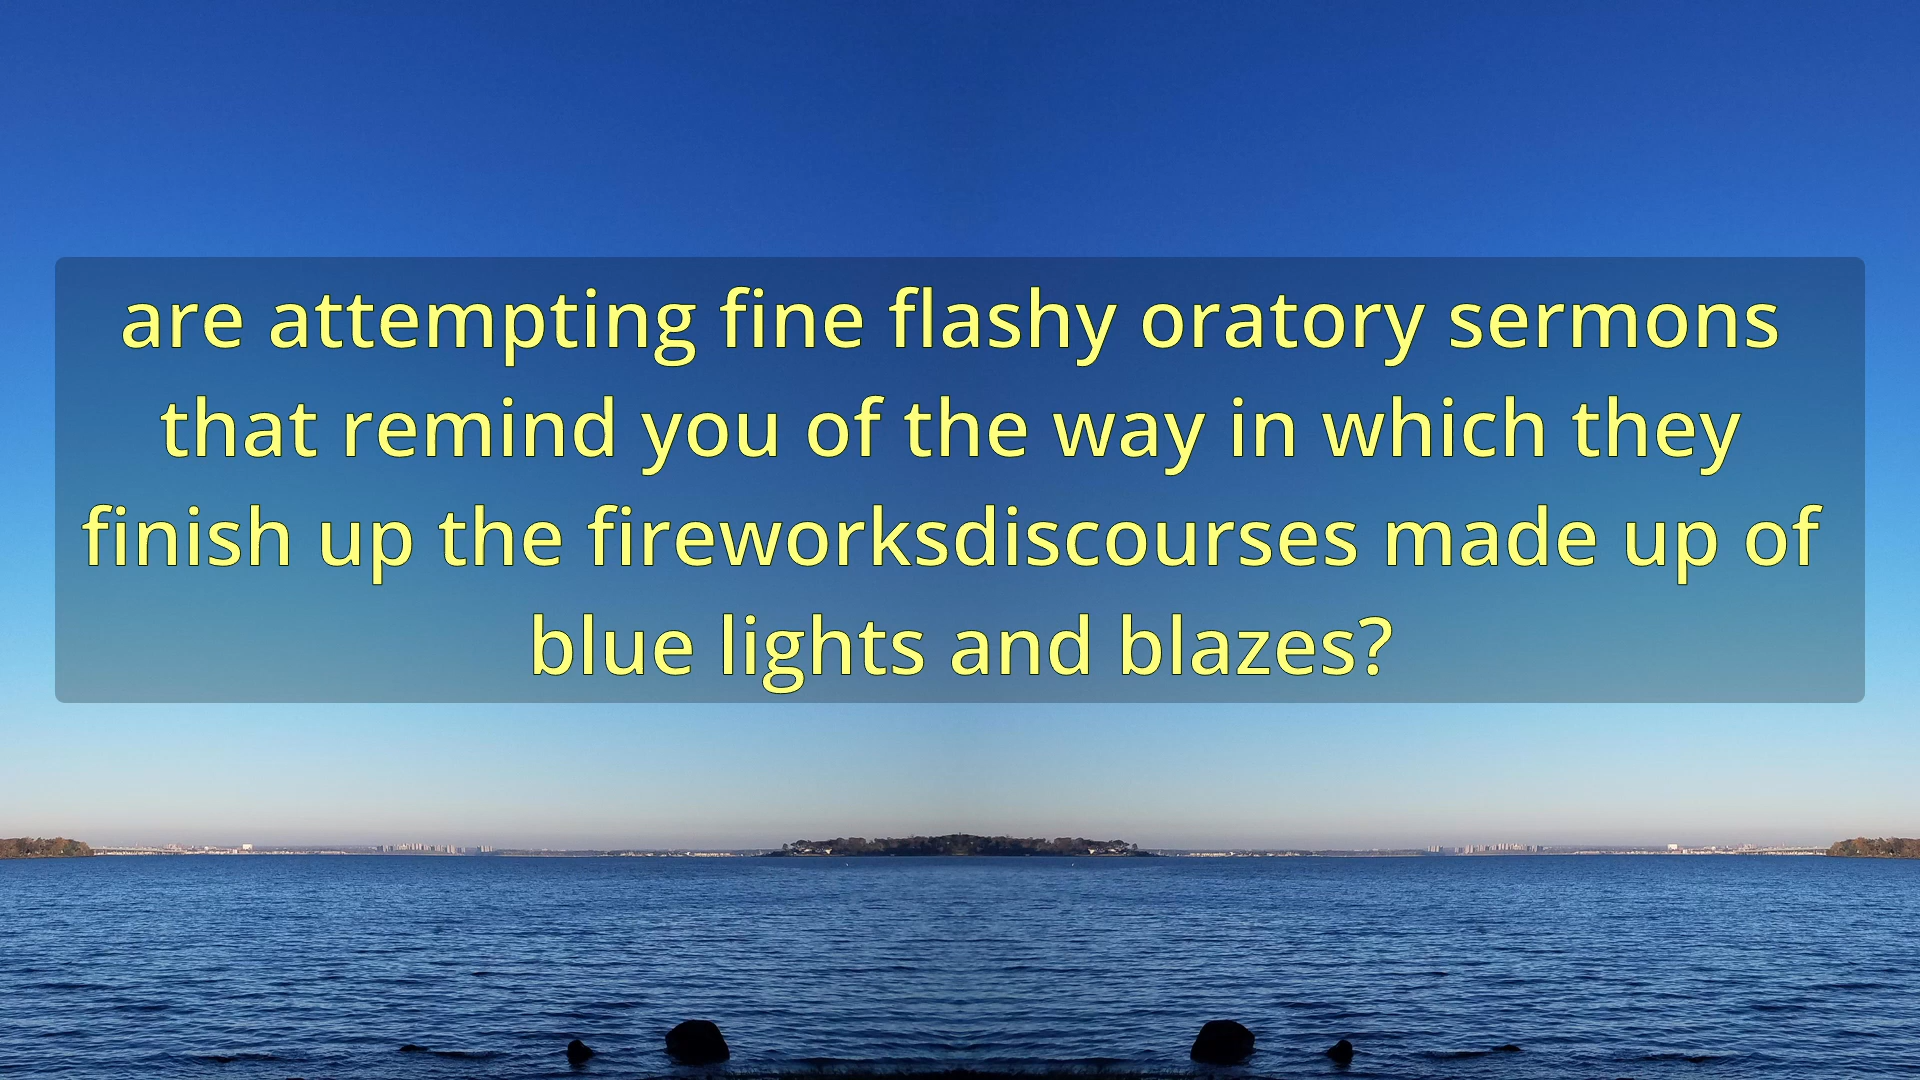 are attempting fine flashy oratory sermons
that remind you of the way in which they
finish up the fireworksdiscourses made up of
blue lights and blazes?